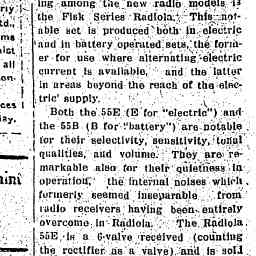 ing among the new radio models is
the Fisk Series Radiola. This not-
able set is produced both in electric
and in battery operated sets, the form-
er for use where alternating electric
current is available, and the latter
in areas beyond the reach of the elec-
tric supply.
Both the 55E (E for "electric") and
the 55B (B for "battery") are notable
for their selectivity, sensitivity, tonal
qualities, and volume. They are re-
markable also for their quietness in
operation, the internal noises which
formerly seemed inseparable from
radio receivers having been entirely
overcome in Radiola. The Radiola
55E is a 6-valve received (counting
the rectifier as a valve) and is sold